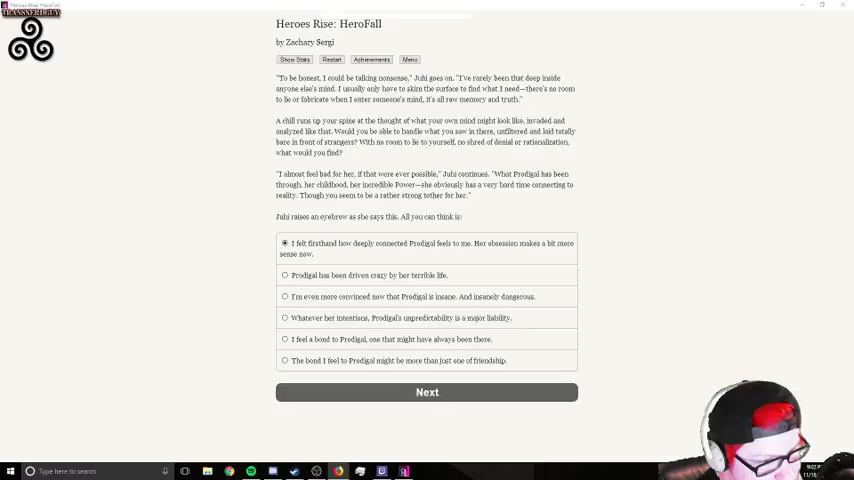 Heroes Rise: HeroFall
TRANSNERDGUY
Heroes Rise: HeroFall
by Zachary Sergi
Show Stats Restart Achievements Menu
"To be honest, I could be talking nonsense," Juhi goes on. "I've rarely been that deep inside
anyone else's mind. I usually only have to skim the surface to find what I need—there's no room
to lie or fabricate when I enter someone's mind, it's all raw memory and truth."
A chill runs up your spine at the thought of what your own mind might look like, invaded and
analyzed like that. Would you be able to handle what you saw in there, unfiltered and laid totally
bare in front of strangers? With no room to lie to yourself, no shred of denial or rationalization,
what would you find?
"I almost feel bad for her, if that were ever possible," Juhi continues. "What Prodigal has been
through, her childhood, her incredible Power—she obviously has a very hard time connecting to
reality. Though you seem to be a rather strong tether for her."
Juhi raises an eyebrow as she says this. All you can think is:
I felt firsthand how deeply connected Prodigal feels to me. Her obsession makes a bit more
sense now.
Prodigal has been driven crazy by her terrible life.
I'm even more convinced now that Prodigal is insane. And insanely dangerous.
Whatever her intentions, Prodigal's unpredictability is a major liability.
I feel a bond to Prodigal, one that might have always been there.
The bond I feel to Prodigal might be more than just one of friendship.
Next
Type here to search
9:02 P
11/18